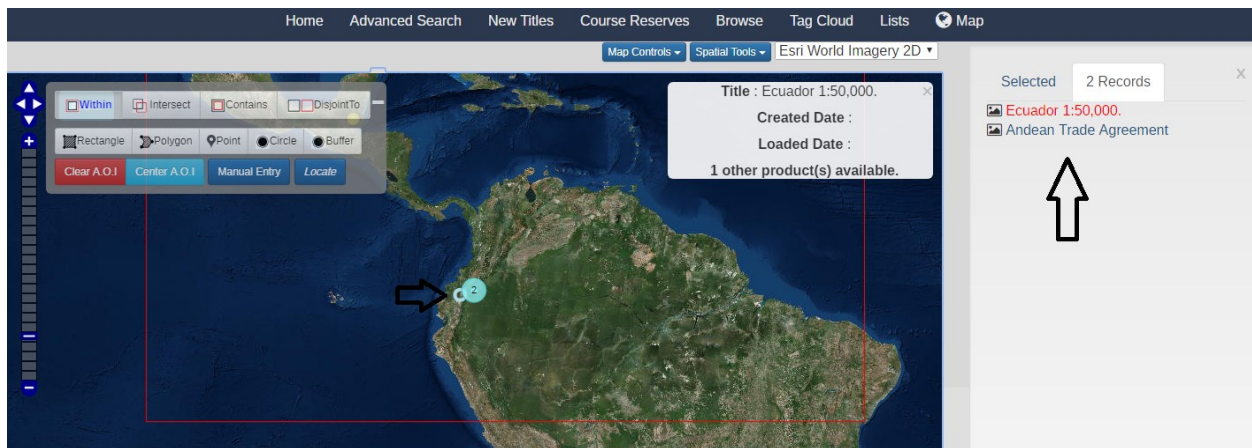 Home Advanced Search New Titles Course Reserves Browse Tag Cloud Lists Map
Map Controls Spatial Tools Esri World Imagery 2D
Within Intersect Contains DisjointTo
Rectangle Polygon Point Circle Buffer
Clear A.O.I Center A.O.I Manual Entry Locate
Title : Ecuador 1:50,000. x
Created Date :
Loaded Date :
1 other product(s) available.
2
Selected 2 Records x
Ecuador 1:50,000.
Andean Trade Agreement